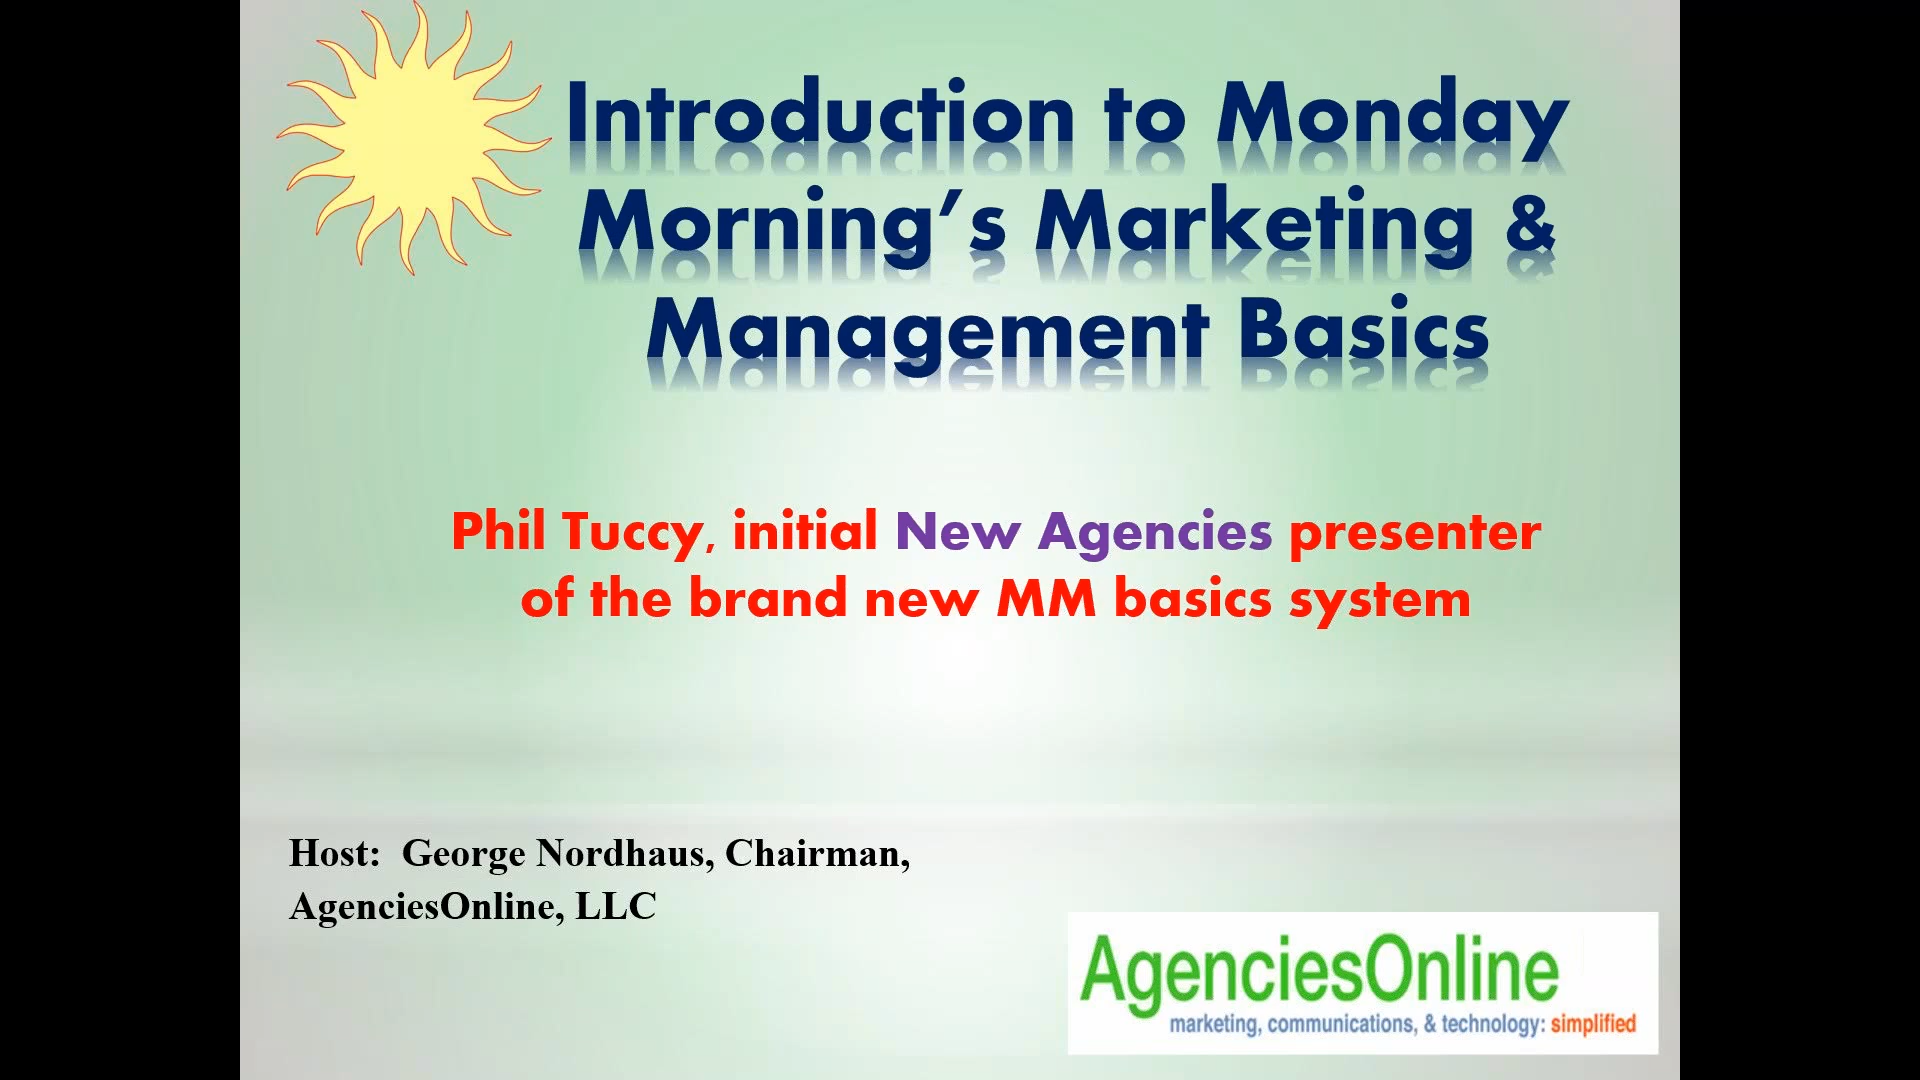 Introduction to Monday
Morning’s Marketing &
Management Basics
Phil Tuccy, initial New Agencies presenter
of the brand new MM basics system
Host:  George Nordhaus, Chairman,
AgenciesOnline, LLC
AgenciesOnline
marketing, communications, & technology: simplified